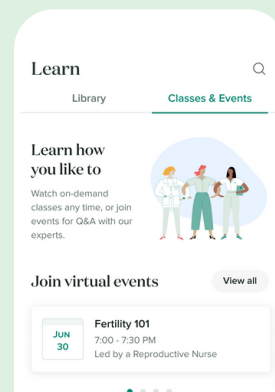 Learn
Library
Classes & Events
Learn how
you like to
Watch on-demand
classes any time, or join
events for Q&A with our
experts.
Join virtual events
View all
JUN
30
Fertility 101
7:00 - 7:30 PM
Led by a Reproductive Nurse